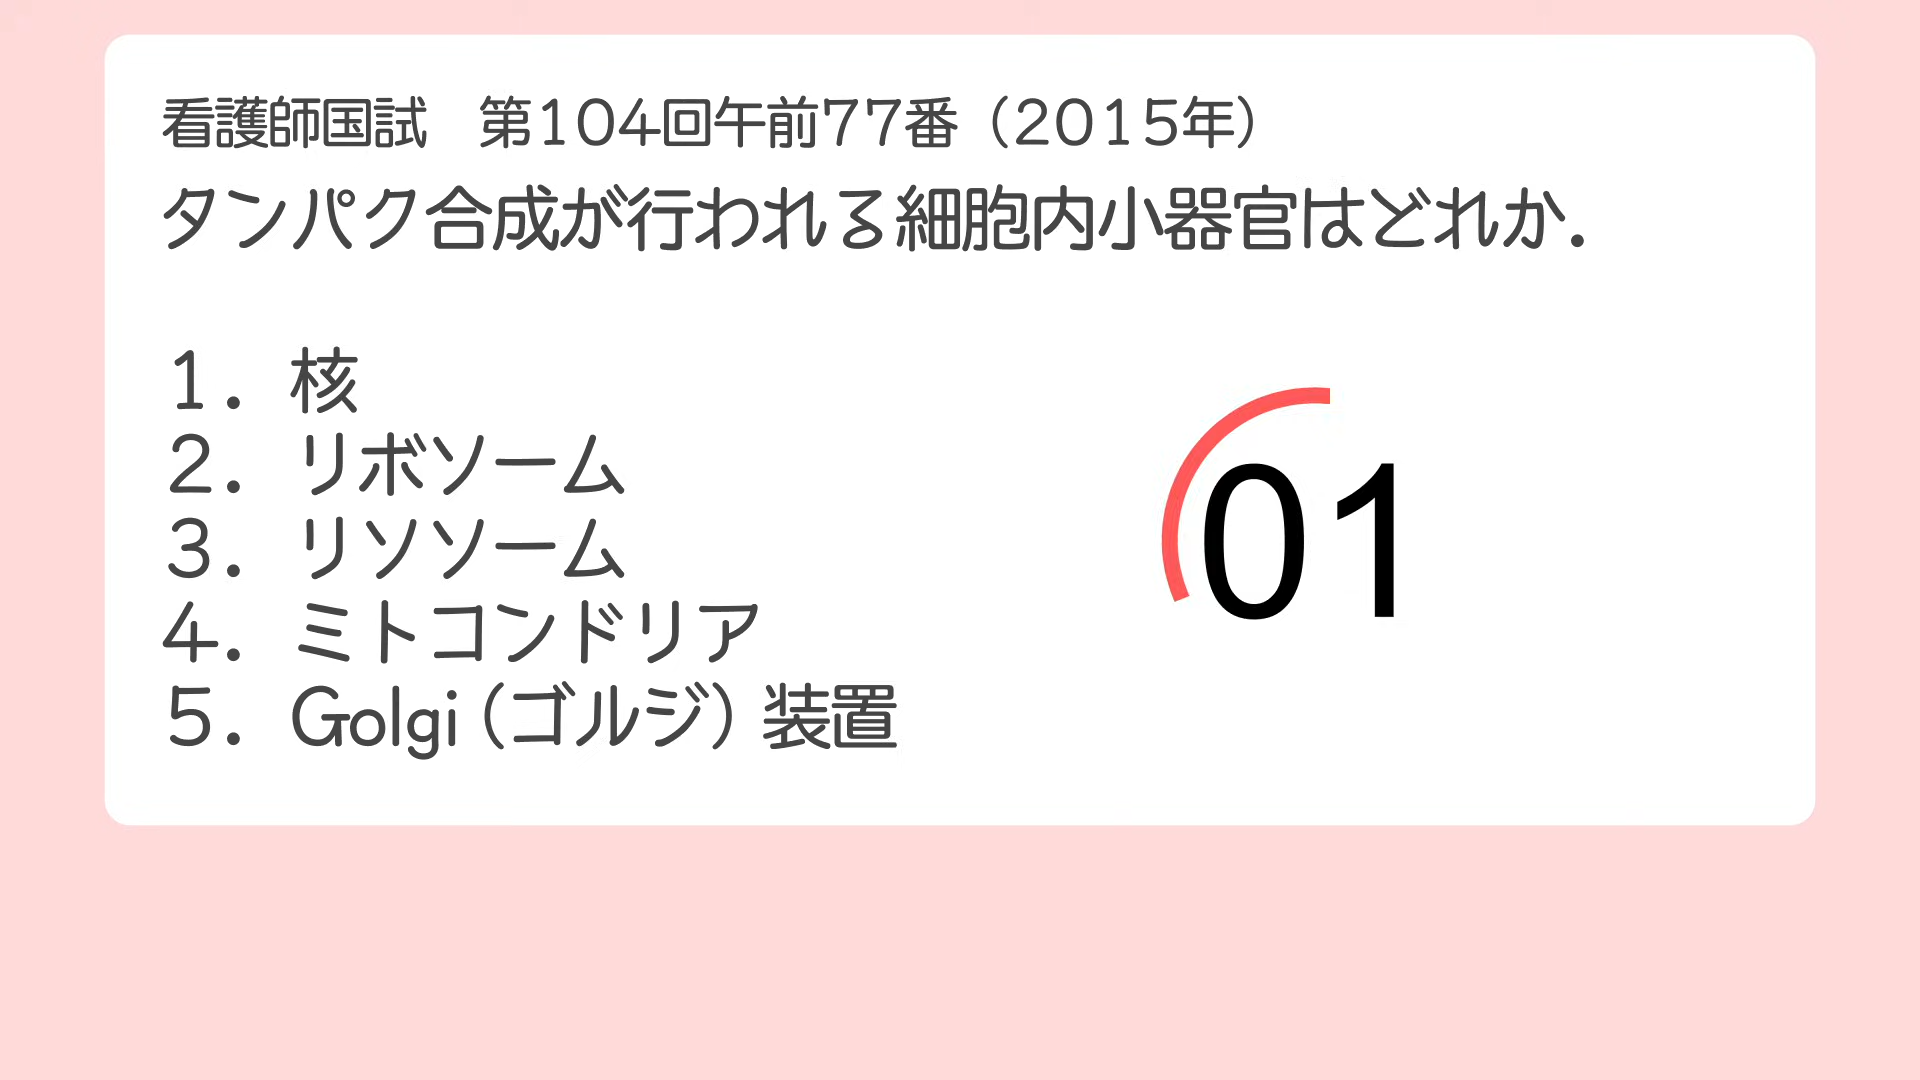 看護師国試　第104回午前77番（2015年）
タンパク合成が行われる細胞内小器官はどれか．
1．核
2．リボソーム
3．リソソーム
4．ミトコンドリア
5．Golgi（ゴルジ）装置
01